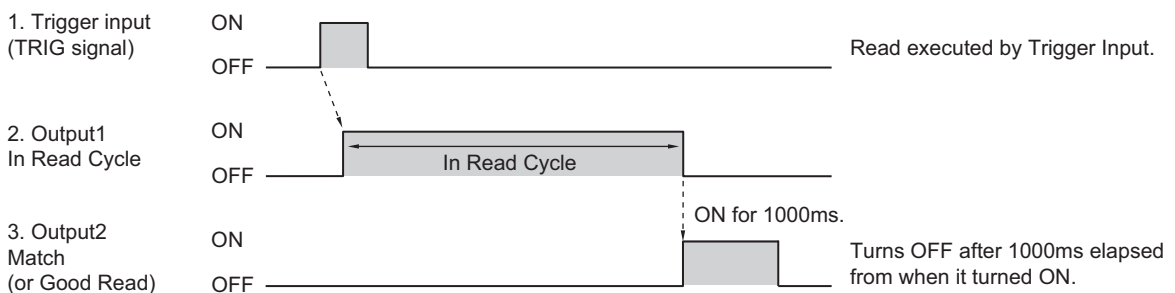 1. Trigger input
(TRIG signal)
ON
OFF
Read executed by Trigger Input.
2. Output1
In Read Cycle
ON
OFF
In Read Cycle
3. Output2
Match
(or Good Read)
ON
OFF
ON for 1000ms.
Turns OFF after 1000ms elapsed
from when it turned ON.